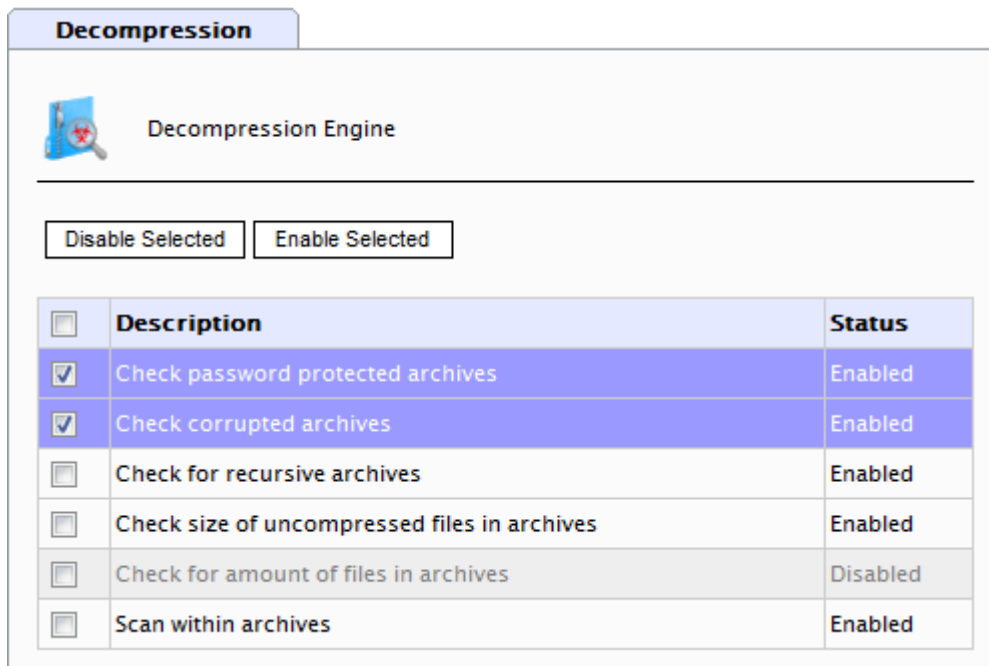 Decompression
Decompression Engine
Disable Selected Enable Selected
Description Status
Check password protected archives Enabled
Check corrupted archives Enabled
Check for recursive archives Enabled
Check size of uncompressed files in archives Enabled
Check for amount of files in archives Disabled
Scan within archives Enabled